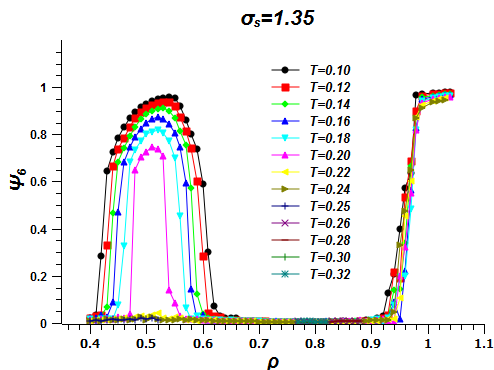 σs=1.35
Ψ6
1
0.8
0.6
0.4
0.2
0
T=0.10
T=0.12
T=0.14
T=0.16
T=0.18
T=0.20
T=0.22
T=0.24
T=0.25
T=0.26
T=0.28
T=0.30
T=0.32
0.4 0.5 0.6 0.7 0.8 0.9 1 1.1
ρ